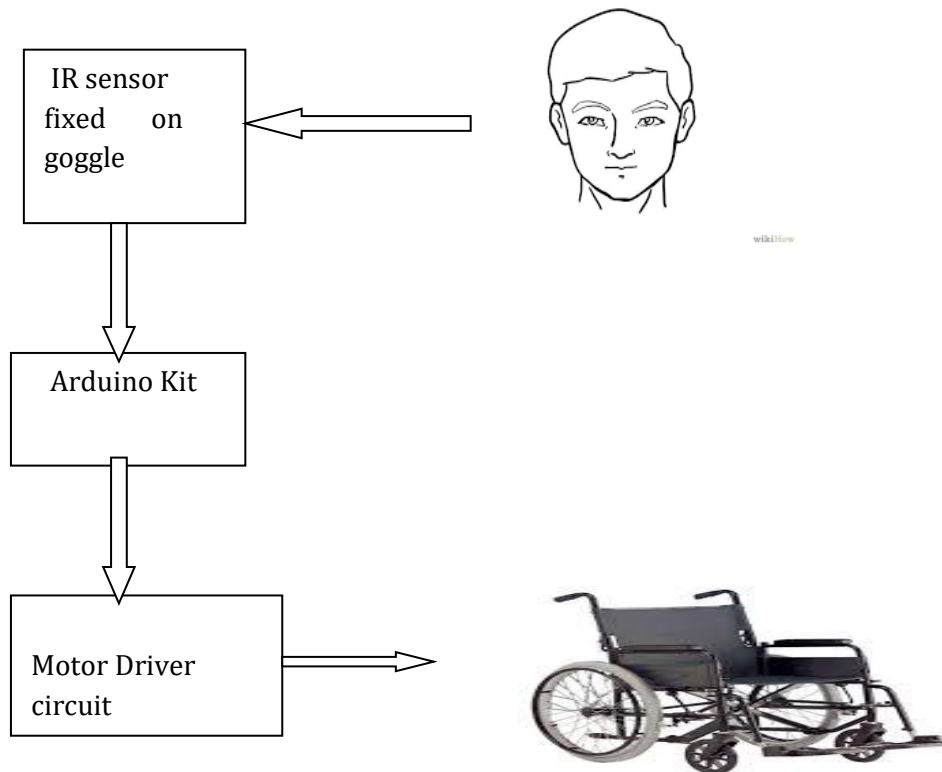 IR sensor
fixed on
goggle
wikiHow
Arduino Kit
Motor Driver
circuit